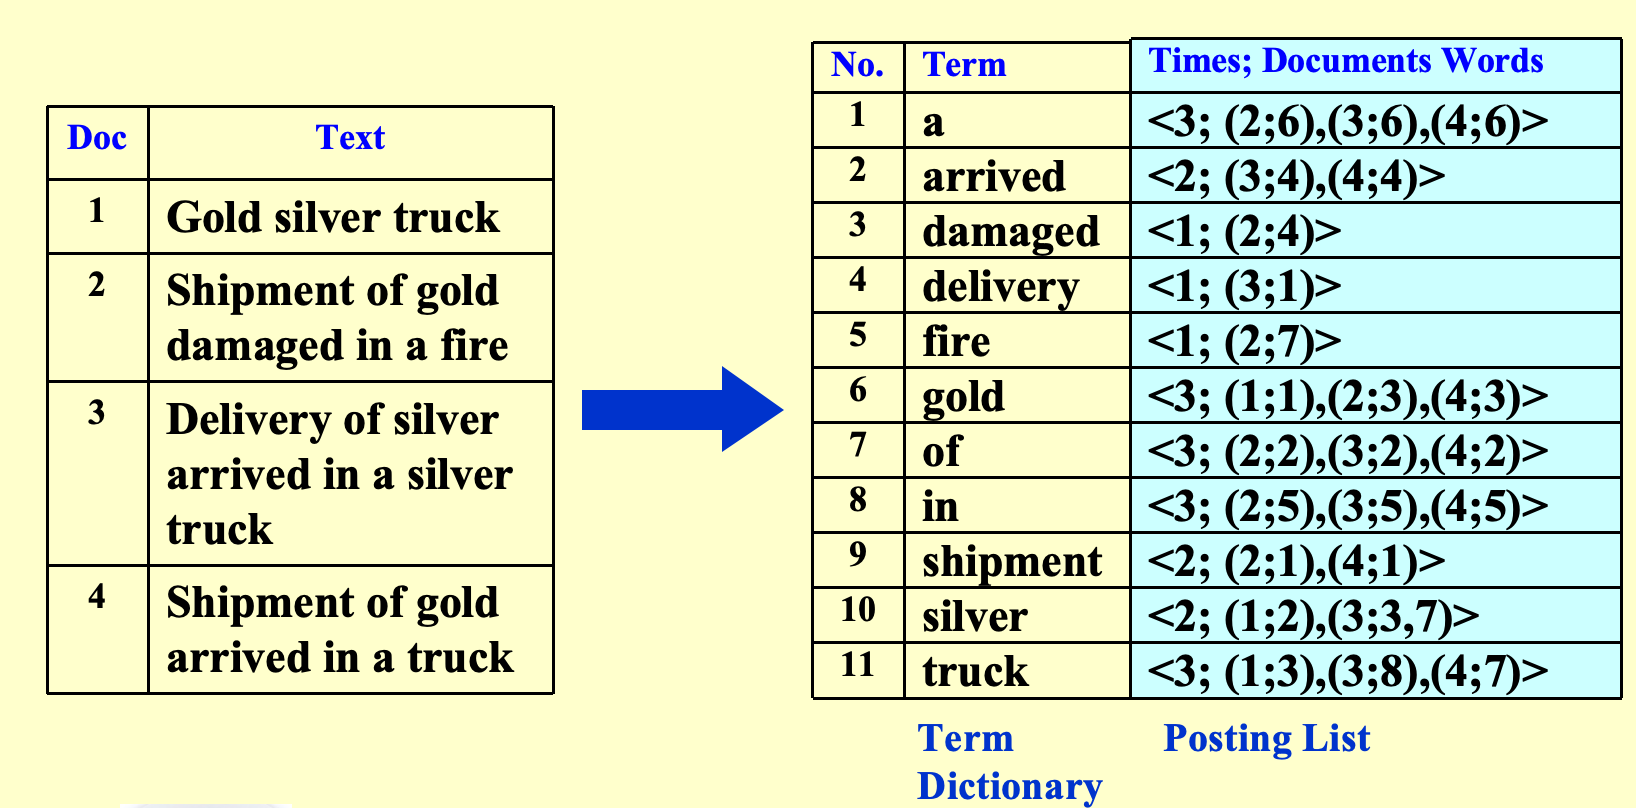 Doc Text
1 Gold silver truck
2 Shipment of gold
damaged in a fire
3 Delivery of silver
arrived in a silver
truck
4 Shipment of gold
arrived in a truck
No. Term Times; Documents Words
1 a <3; (2;6),(3;6),(4;6)>
2 arrived <2; (3;4),(4;4)>
3 damaged <1; (2;4)>
4 delivery <1; (3;1)>
5 fire <1; (2;7)>
6 gold <3; (1;1),(2;3),(4;3)>
7 of <3; (2;2),(3;2),(4;2)>
8 in <3; (2;5),(3;5),(4;5)>
9 shipment <2; (2;1),(4;1)>
10 silver <2; (1;2),(3;3,7)>
11 truck <3; (1;3),(3;8),(4;7)>
Term
Dictionary
Posting List